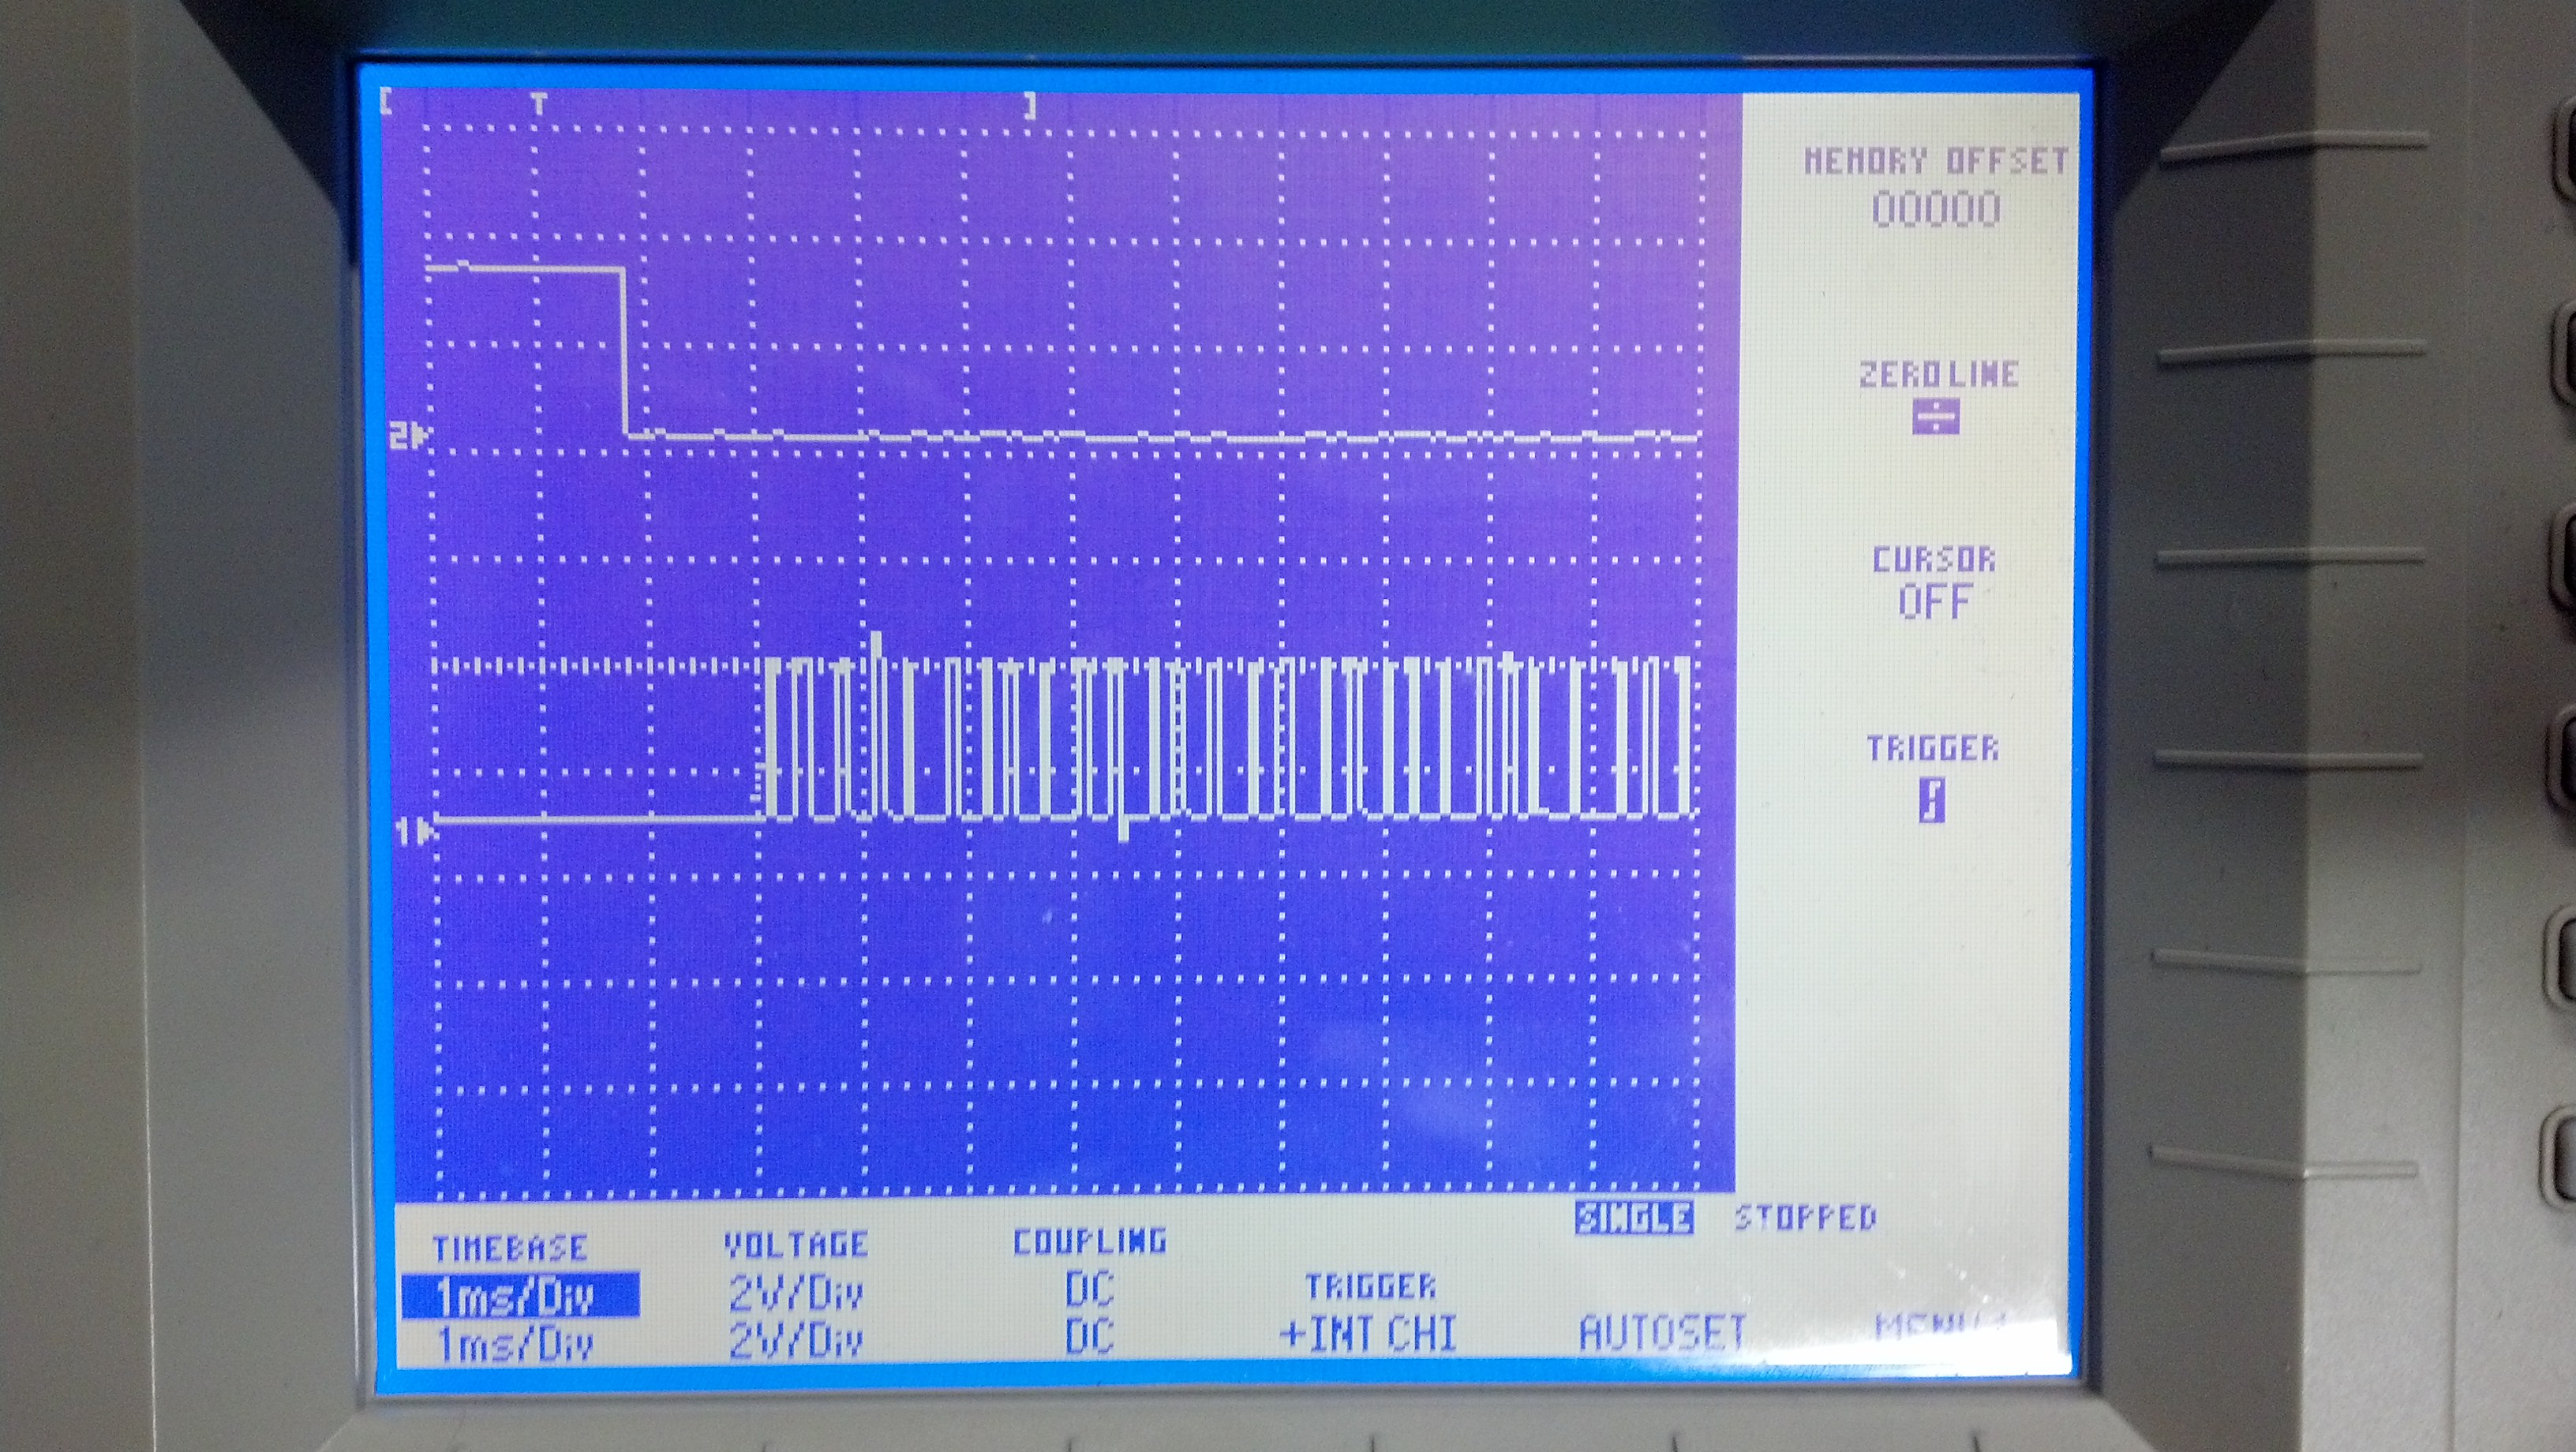 [ T ]
MEMORY OFFSET
00000
ZERO LINE
2
CURSOR
OFF
TRIGGER
1
SINGLE STOPPED
TIMEBASE VOLTAGE COUPLING
1ms/Div 2V/Div DC TRIGGER
1ms/Div 2V/Div DC +INT CHI AUTOSET